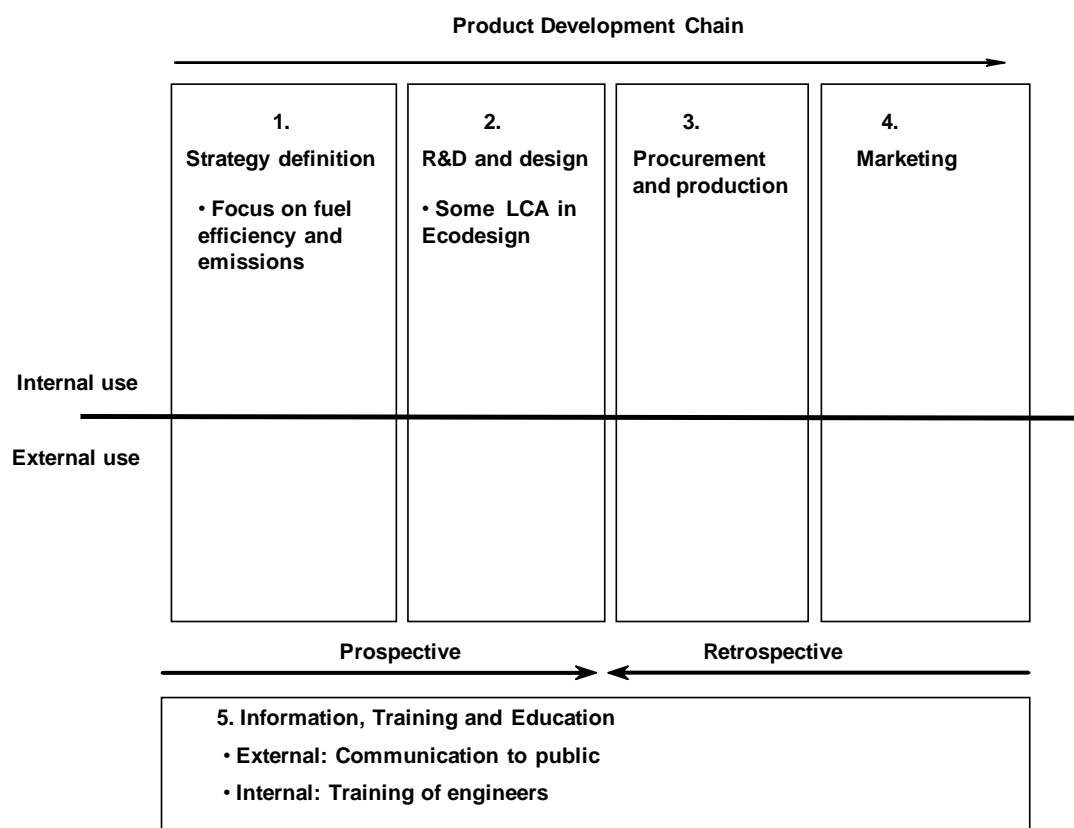 Product Development Chain
1.
Strategy definition
• Focus on fuel
efficiency and
emissions
2.
R&D and design
• Some LCA in
Ecodesign
3.
Procurement
and production
4.
Marketing
Internal use
External use
Prospective
Retrospective
5. Information, Training and Education
• External: Communication to public
• Internal: Training of engineers